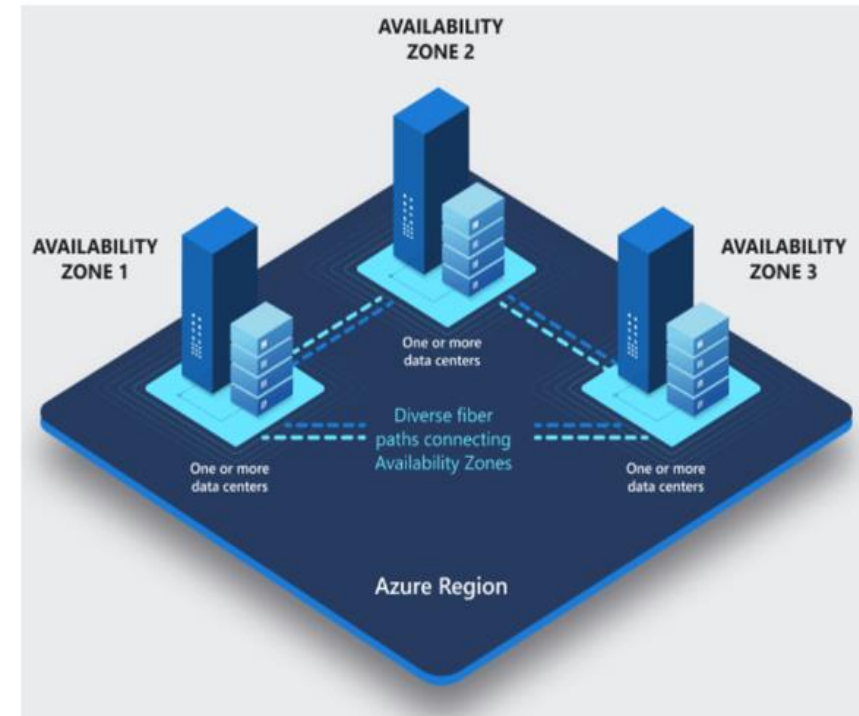 AVAILABILITY
ZONE 2
AVAILABILITY
ZONE 1
AVAILABILITY
ZONE 3
One or more
data centers
Diverse fiber
paths connecting
Availability Zones
One or more
data centers
One or more
data centers
Azure Region